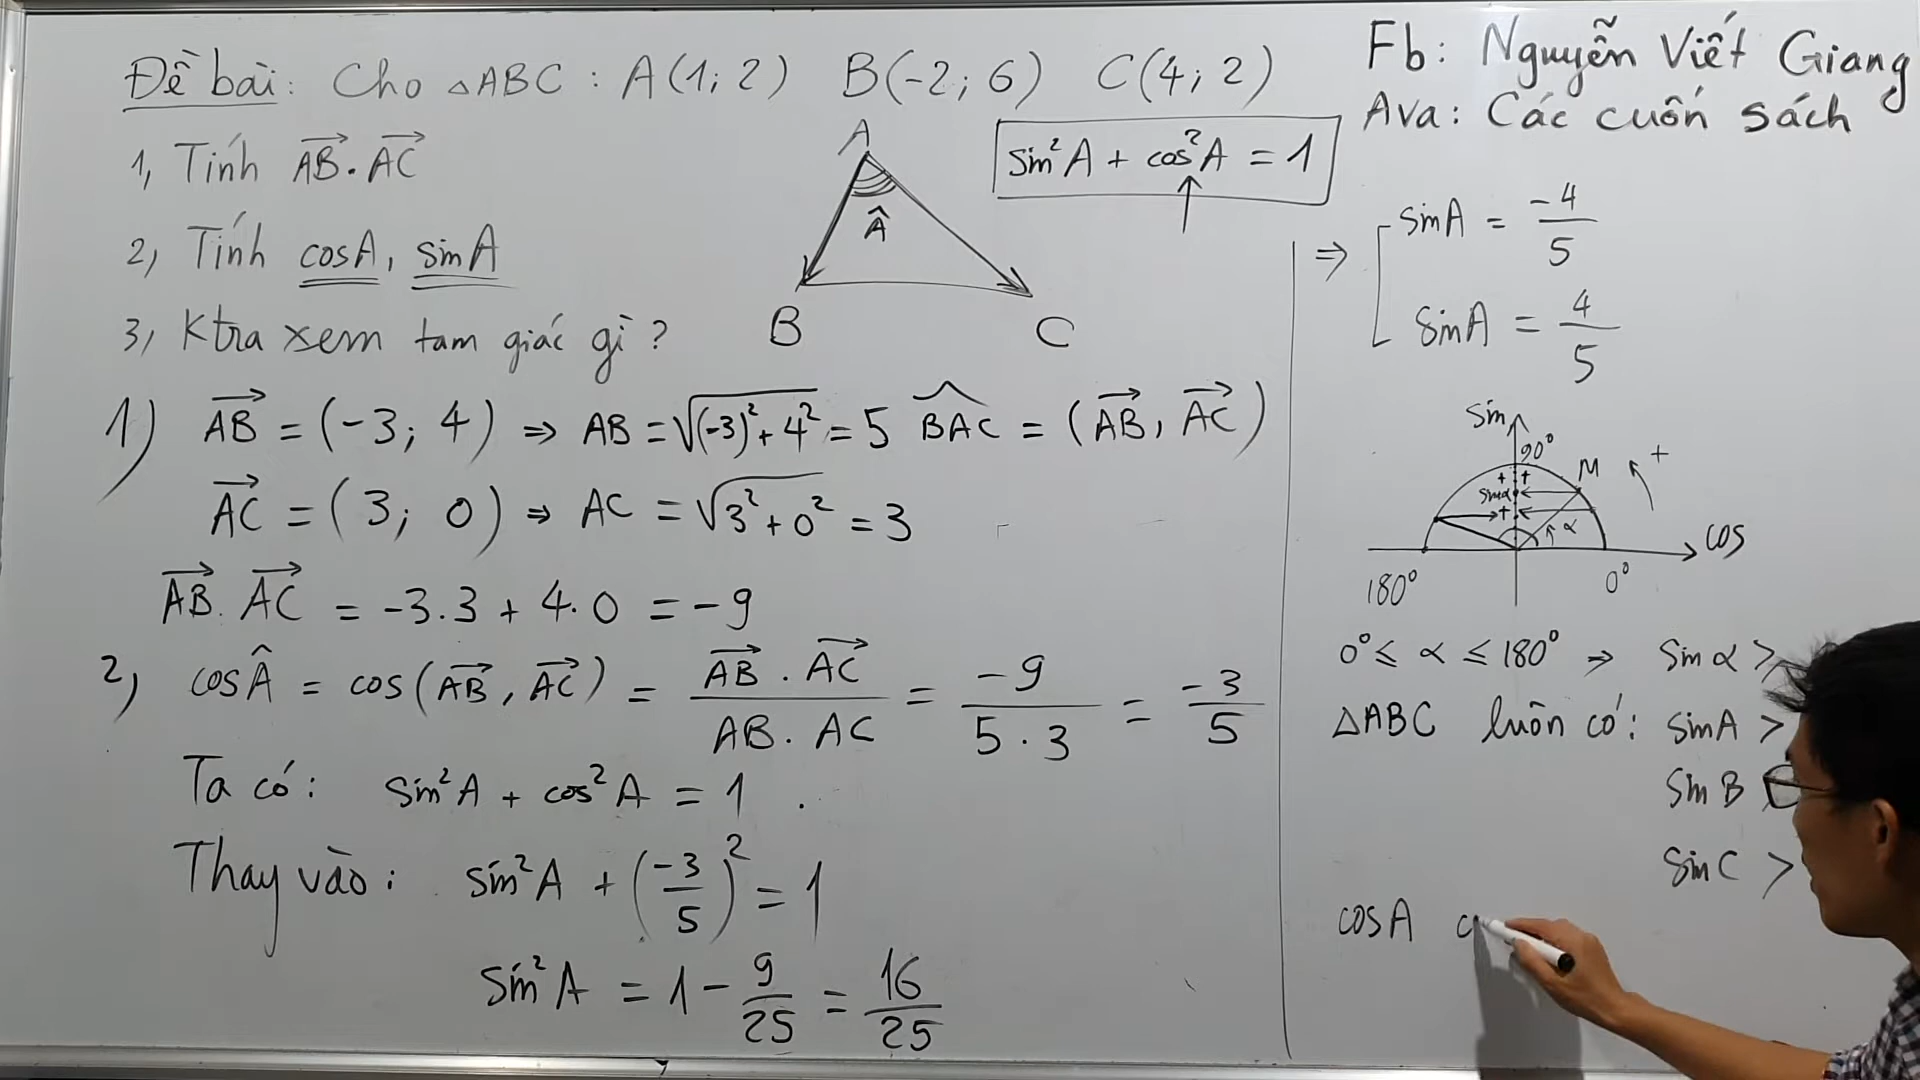 Đề bài: Cho △ABC : A(1; 2) B(-2; 6) C(4; 2)
1, Tính AB→ . AC→
2, Tính cosA, sinA
3, Ktra xem tam giác gì ?
A
Â
B
C
sin²A + cos²A = 1
1) AB→ = (-3; 4) ⇒ AB = √((-3)² + 4²) = 5 BAC^ = (AB→, AC→)
AC→ = (3; 0) ⇒ AC = √(3² + 0²) = 3
AB→ . AC→ = -3.3 + 4.0 = -9
2) cosÂ = cos(AB→, AC→) = (AB→ . AC→)/(AB . AC) = -9/(5 . 3) = -3/5
Ta có: sin²A + cos²A = 1 .
Thay vào: sin²A + (-3/5)² = 1
sin²A = 1 - 9/25 = 16/25
Fb: Nguyễn Viết Giang
Ava: Các cuốn sách
⇒ [ sinA = -4/5
sinA = 4/5
sin
90°
M
+
+ +
sinα
+
α
cos
180°
0°
0° ≤ α ≤ 180° ⇒ sinα >
△ABC luôn có: sinA >
sinB
sinC >
cosA c